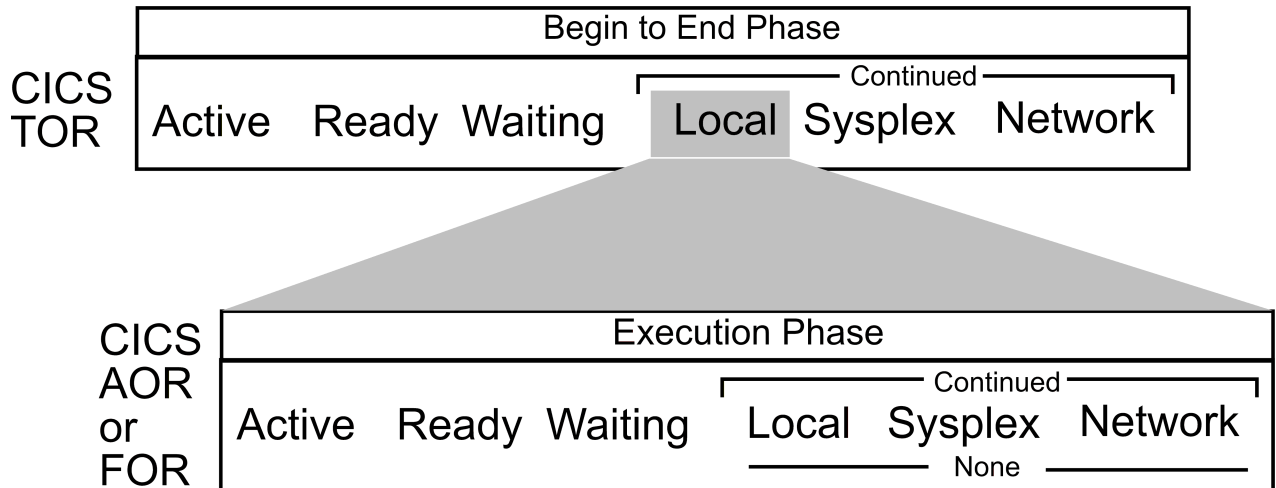 Begin to End Phase
CICS
TOR
Continued
Active Ready Waiting Local Sysplex Network
Execution Phase
CICS
AOR
or
FOR
Continued
Active Ready Waiting Local Sysplex Network
None